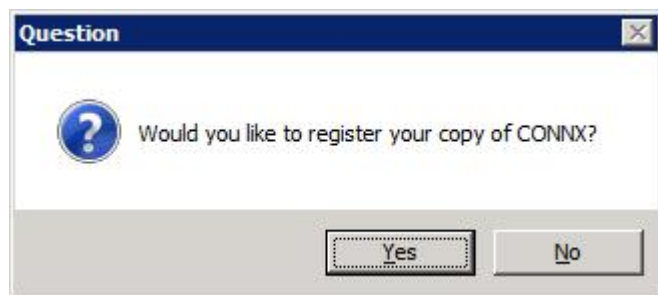 Question
Would you like to register your copy of CONNX?
Yes
No